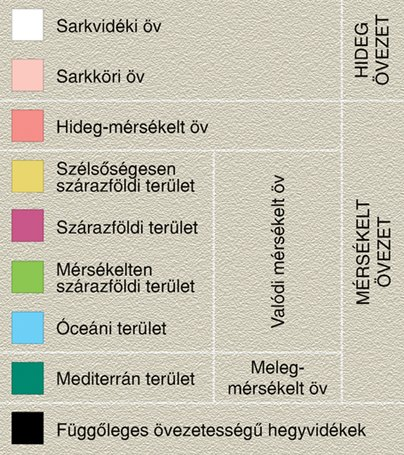 Sarkvidéki öv
Sarkköri öv
HIDEG
ÖVEZET
Hideg-mérsékelt öv
Szélsőségesen
szárazföldi terület
Szárazföldi terület
Mérsékelten
szárazföldi terület
Óceáni terület
Valódi mérsékelt öv
Mediterrán terület
Meleg-
mérsékelt öv
MÉRSÉKELT
ÖVEZET
Függőleges övezetességű hegyvidékek